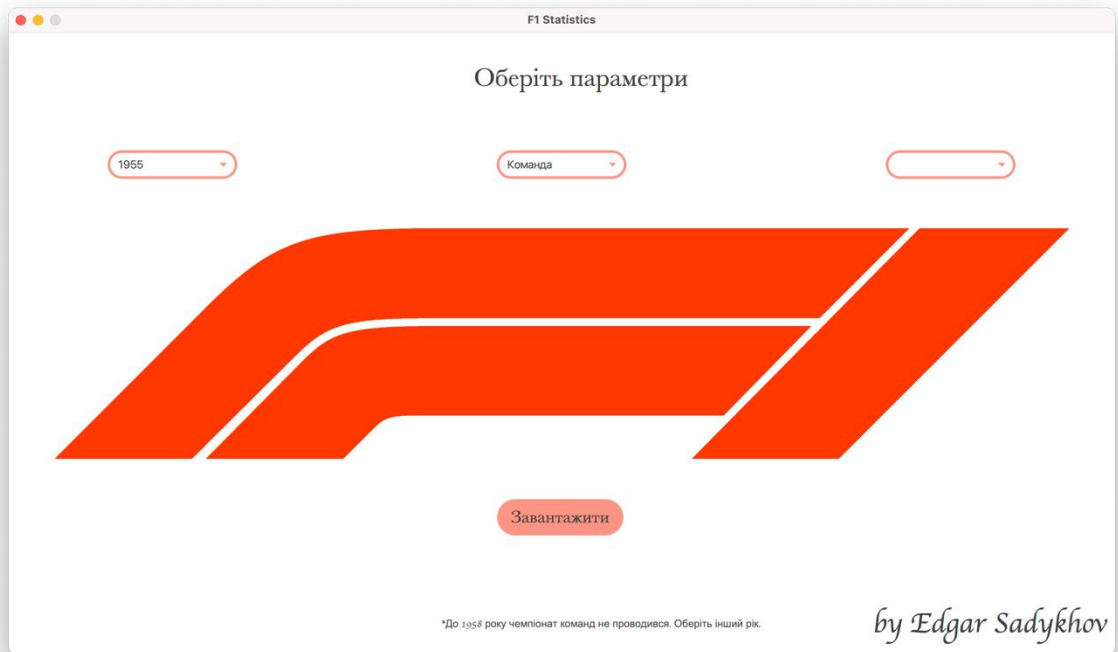 F1 Statistics
Оберіть параметри
1955
Команда
Завантажити
*До 1958 року чемпіонат команд не проводився. Оберіть інший рік.
by Edgar Sadykhov